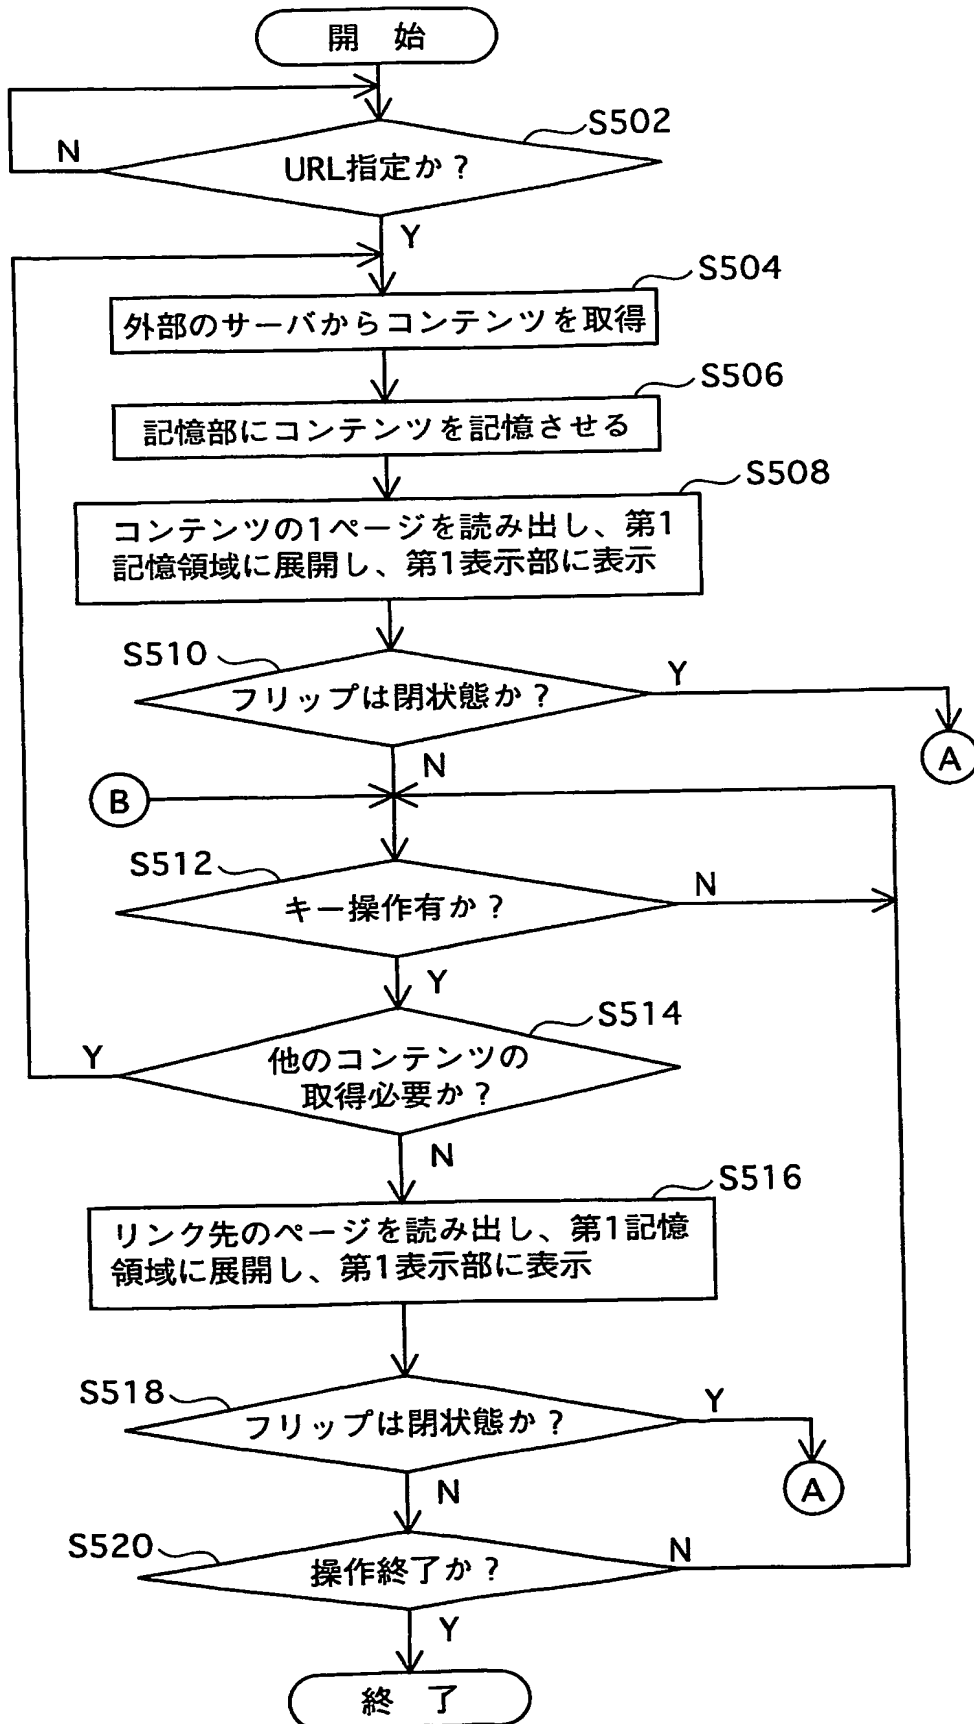 開 始
S502
N
URL指定か？
Y
S504
外部のサーバからコンテンツを取得
S506
記憶部にコンテンツを記憶させる
S508
コンテンツの1ページを読み出し、第1
記憶領域に展開し、第1表示部に表示
S510
Y
フリップは閉状態か？
A
N
B
S512
N
キー操作有か？
Y
S514
Y
他のコンテンツの
取得必要か？
N
S516
リンク先のページを読み出し、第1記憶
領域に展開し、第1表示部に表示
S518
Y
フリップは閉状態か？
A
N
S520
N
操作終了か？
Y
終 了